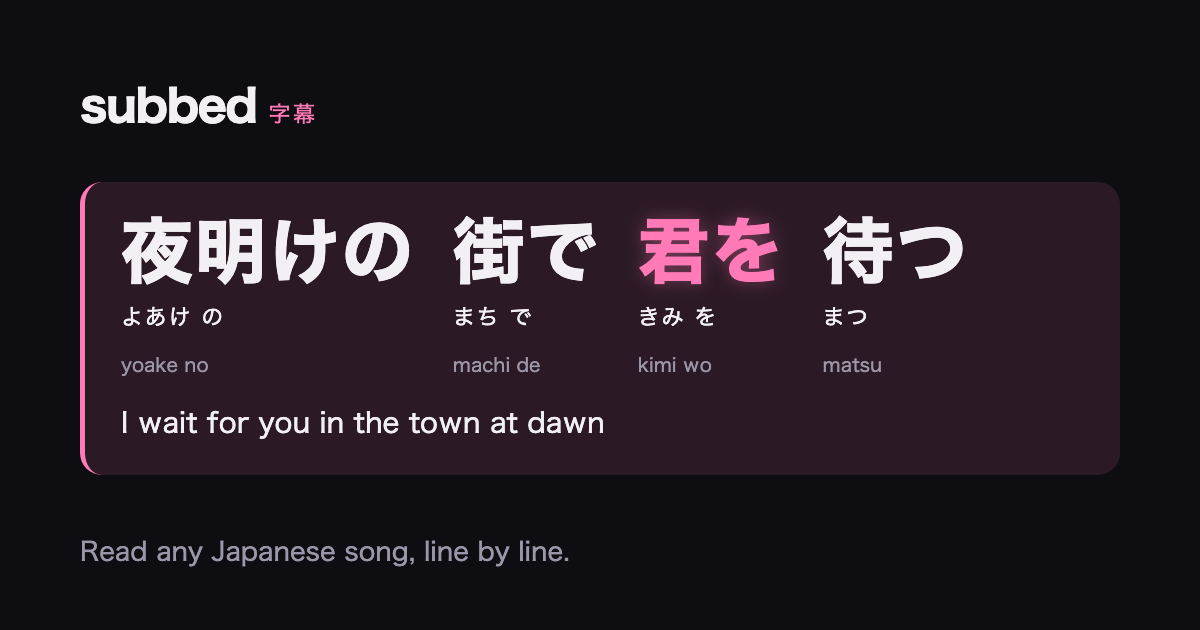 subbed 字幕
夜明けの 街で 君を 待つ
よあけ の まち で きみ を まつ
yoake no machi de kimi wo matsu
I wait for you in the town at dawn
Read any Japanese song, line by line.